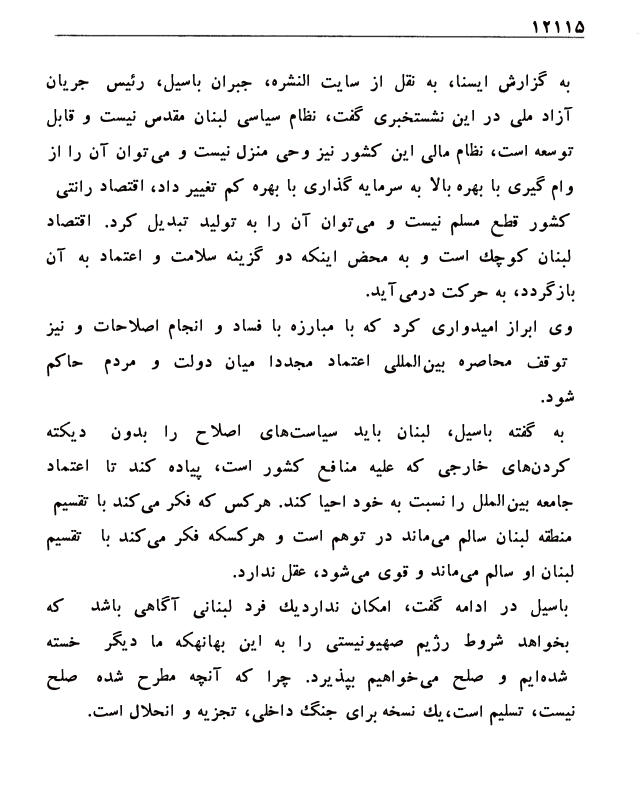 ۱۲۱۱۵
به گزارش ایسنا، به نقل از سایت النشره، جبران باسیل، رئیس جریان
آزاد ملی در این نشستخبری گفت، نظام سیاسی لبنان مقدس نیست و قابل
توسعه است، نظام مالی این کشور نیز وحی منزل نیست و می‌توان آن را از
وام گیری با بهره بالا به سرمایه گذاری با بهره کم تغییر داد، اقتصاد رانتی
کشور قطع مسلم نیست و می‌توان آن را به تولید تبدیل کرد. اقتصاد
لبنان کوچك است و به محض اینکه دو گزینه سلامت و اعتماد به آن
بازگردد، به حرکت درمی‌آید.
وی ابراز امیدواری کرد که با مبارزه با فساد و انجام اصلاحات و نیز
توقف محاصره بین‌المللی اعتماد مجددا میان دولت و مردم حاکم
شود.
به گفته باسیل، لبنان باید سیاست‌های اصلاح را بدون دیکته
کردن‌های خارجی که علیه منافع کشور است، پیاده کند تا اعتماد
جامعه بین‌الملل را نسبت به خود احیا کند. هرکس که فکر می‌کند با تقسیم
منطقه لبنان سالم می‌ماند در توهم است و هرکسکه فکر می‌کند با تقسیم
لبنان او سالم می‌ماند و قوی می‌شود، عقل ندارد.
باسیل در ادامه گفت، امکان نداردیك فرد لبنانی آگاهی باشد که
بخواهد شروط رژیم صهیونیستی را به این بهانهکه ما دیگر خسته
شده‌ایم و صلح می‌خواهیم بپذیرد. چرا که آنچه مطرح شده صلح
نیست، تسلیم است،یك نسخه برای جنگ داخلی، تجزیه و انحلال است.